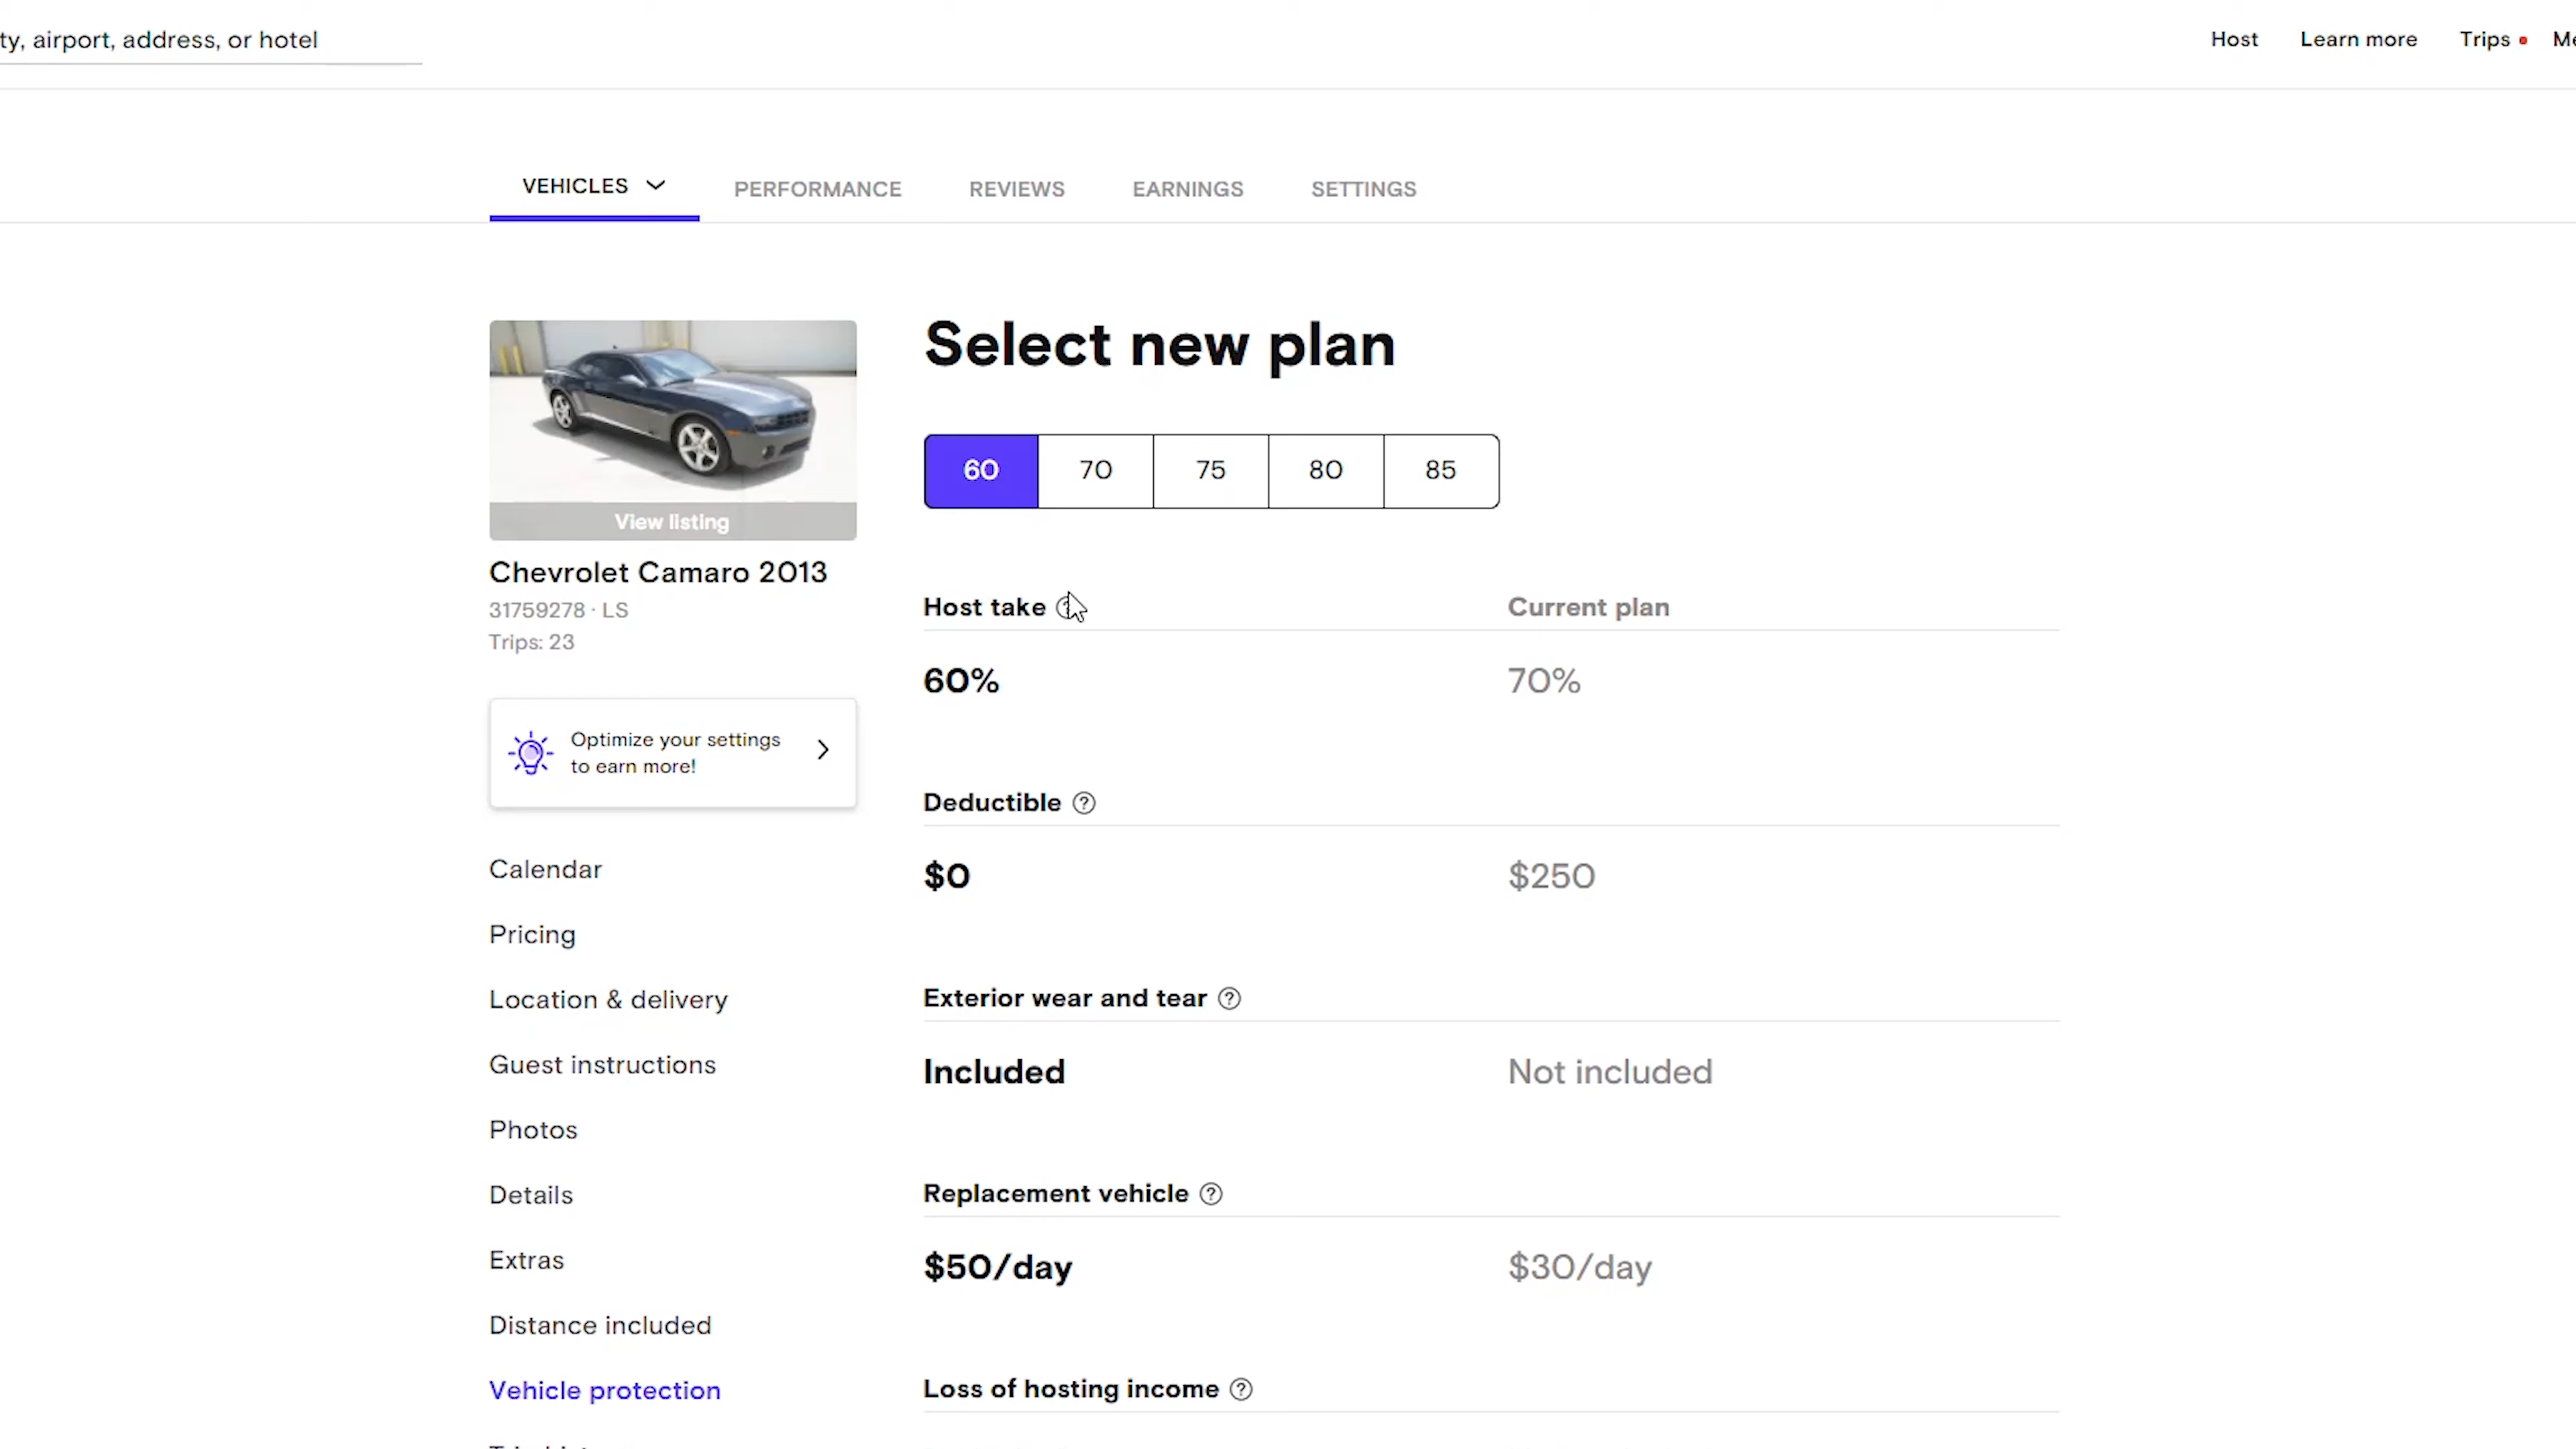 ty, airport, address, or hotel
Host Learn more Trips
VEHICLES PERFORMANCE REVIEWS EARNINGS SETTINGS
View listing
Chevrolet Camaro 2013
31759278 · LS
Trips: 23
Optimize your settings
to earn more!
Calendar
Pricing
Location & delivery
Guest instructions
Photos
Details
Extras
Distance included
Vehicle protection
Select new plan
60 70 75 80 85
Host take Current plan
60% 70%
Deductible ?
$0 $250
Exterior wear and tear ?
Included Not included
Replacement vehicle ?
$50/day $30/day
Loss of hosting income ?